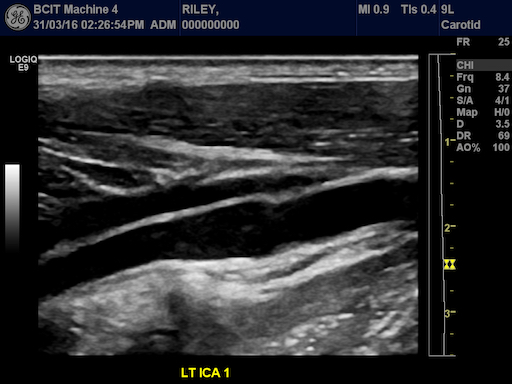 BCIT Machine 4
RILEY,
MI 0.9 TIs 0.4 9L
31/03/16 02:26:54PM ADM
000000000
Carotid
LOGIQ
E9
FR 25
CHI
Frq 8.4
Gn 37
S/A 4/1
Map H/0
D 3.5
DR 69
AO% 100
1
2
3
LT ICA 1